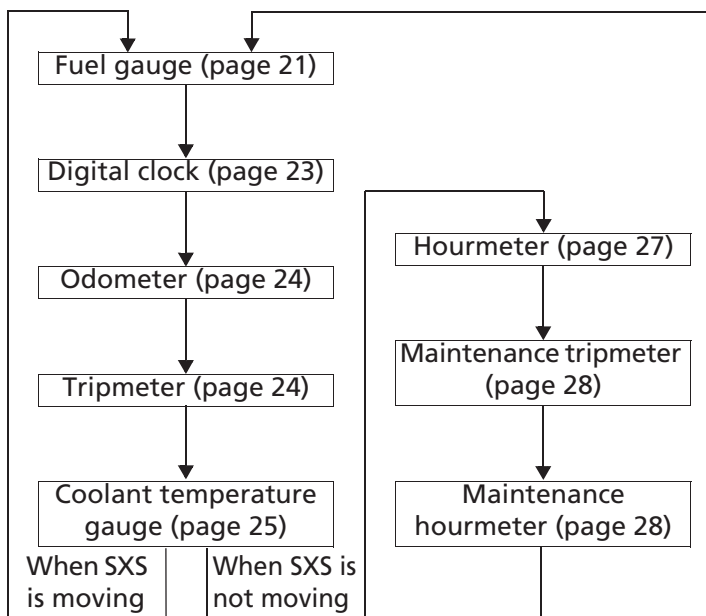 Fuel gauge (page 21)
Digital clock (page 23)
Odometer (page 24)
Tripmeter (page 24)
Coolant temperature
gauge (page 25)
When SXS
is moving
When SXS is
not moving
Hourmeter (page 27)
Maintenance tripmeter
(page 28)
Maintenance
hourmeter (page 28)